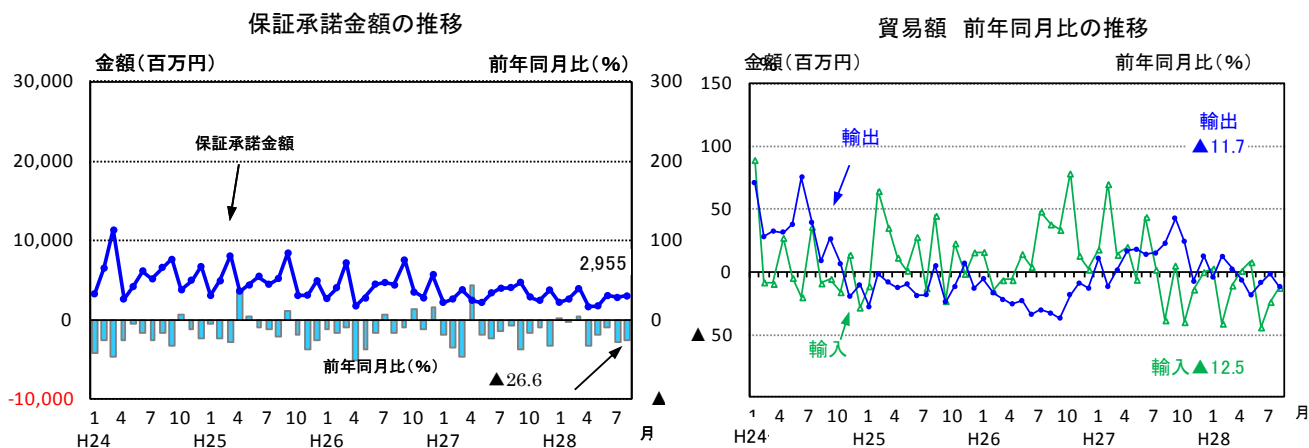 保証承諾金額の推移
金額(百万円)
前年同月比(%)
30,000
20,000
10,000
0
-10,000
300
200
100
0
▲
保証承諾金額
2,955
前年同月比(%)
▲26.6
1 4 7 10 1 4 7 10 1 4 7 10 1 4 7 10 1 4 7
H24 H25 H26 H27 H28
月
貿易額 前年同月比の推移
金額(百万円)
%
前年同月比(%)
150
100
50
0
▲ 50
輸出
輸出
▲11.7
輸入
輸入▲12.5
1 4 7 10 1 4 7 10 1 4 7 10 1 4 7 10 1 4 7
H24 H25 H26 H27 H28
月